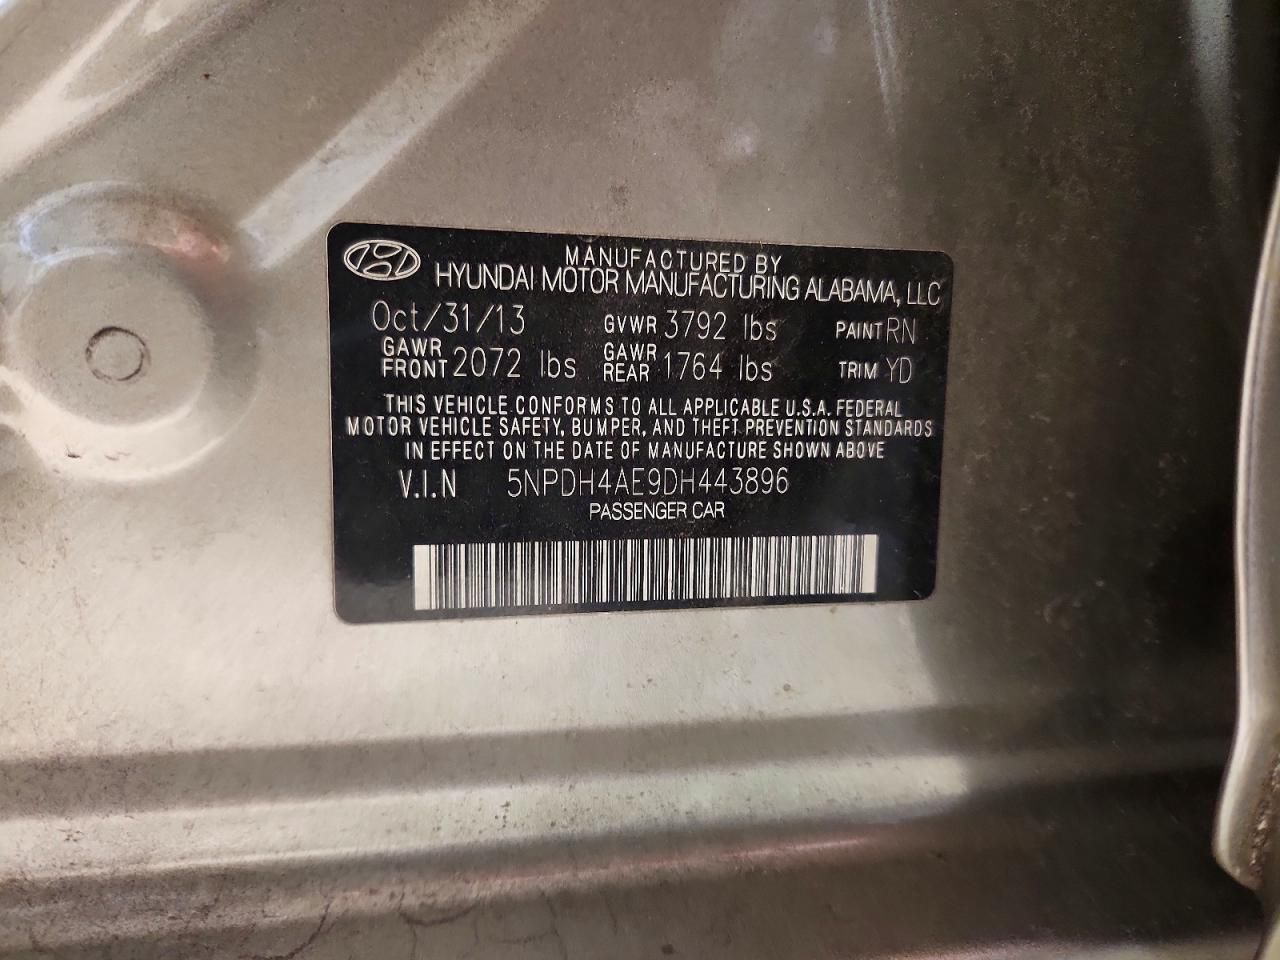 MANUFACTURED BY
HYUNDAI MOTOR MANUFACTURING ALABAMA, LLC
Oct/31/13 GVWR 3792 lbs PAINT RN
GAWR FRONT 2072 lbs GAWR REAR 1764 lbs TRIM YD
THIS VEHICLE CONFORMS TO ALL APPLICABLE U.S.A. FEDERAL
MOTOR VEHICLE SAFETY, BUMPER, AND THEFT PREVENTION STANDARDS
IN EFFECT ON THE DATE OF MANUFACTURE SHOWN ABOVE
V.I.N 5NPDH4AE9DH443896
PASSENGER CAR